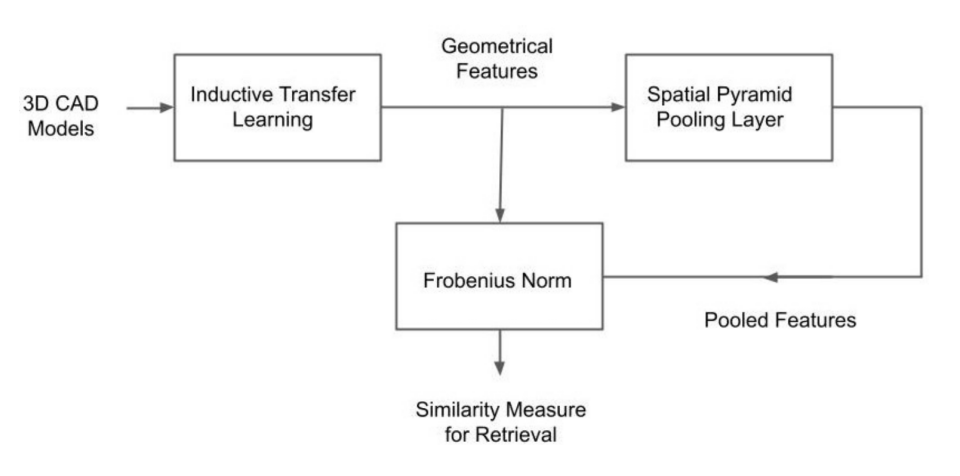 Geometrical
Features
3D CAD
Models
Inductive Transfer
Learning
Spatial Pyramid
Pooling Layer
Frobenius Norm
Pooled Features
Similarity Measure
for Retrieval